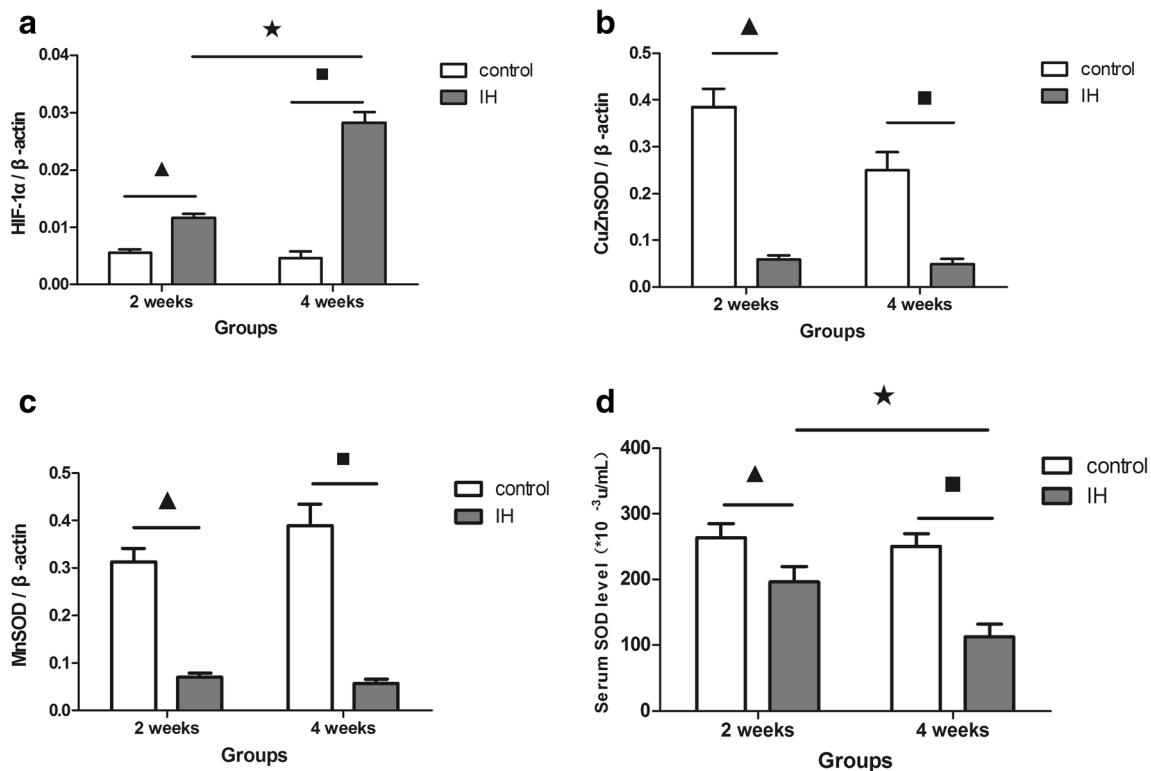 a
HIF-1α / β-actin
0.04
0.03
0.02
0.01
0.00
2 weeks
4 weeks
Groups
control
IH
b
CuZnSOD / β-actin
0.5
0.4
0.3
0.2
0.1
0.0
2 weeks
4 weeks
Groups
control
IH
c
MnSOD / β-actin
0.5
0.4
0.3
0.2
0.1
0.0
2 weeks
4 weeks
Groups
control
IH
d
Serum SOD level (*10 ⁻³u/mL)
400
300
200
100
0
2 weeks
4 weeks
Groups
control
IH